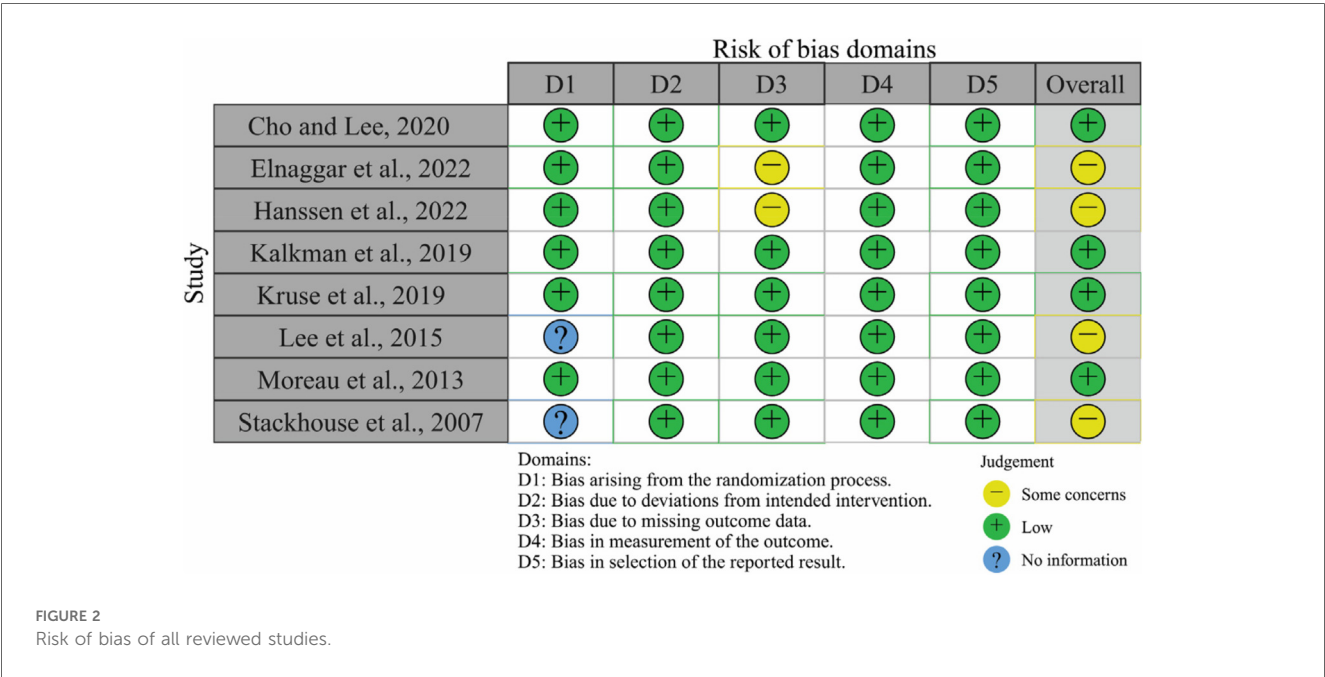 Risk of bias domains
D1 D2 D3 D4 D5 Overall
Study
Cho and Lee, 2020 + + + + + +
Elnaggar et al., 2022 + + − + + −
Hanssen et al., 2022 + + − + + −
Kalkman et al., 2019 + + + + + +
Kruse et al., 2019 + + + + + +
Lee et al., 2015 ? + + + + −
Moreau et al., 2013 + + + + + +
Stackhouse et al., 2007 ? + + + + −
Domains:
D1: Bias arising from the randomization process.
D2: Bias due to deviations from intended intervention.
D3: Bias due to missing outcome data.
D4: Bias in measurement of the outcome.
D5: Bias in selection of the reported result.
Judgement
− Some concerns
+ Low
? No information
FIGURE 2
Risk of bias of all reviewed studies.